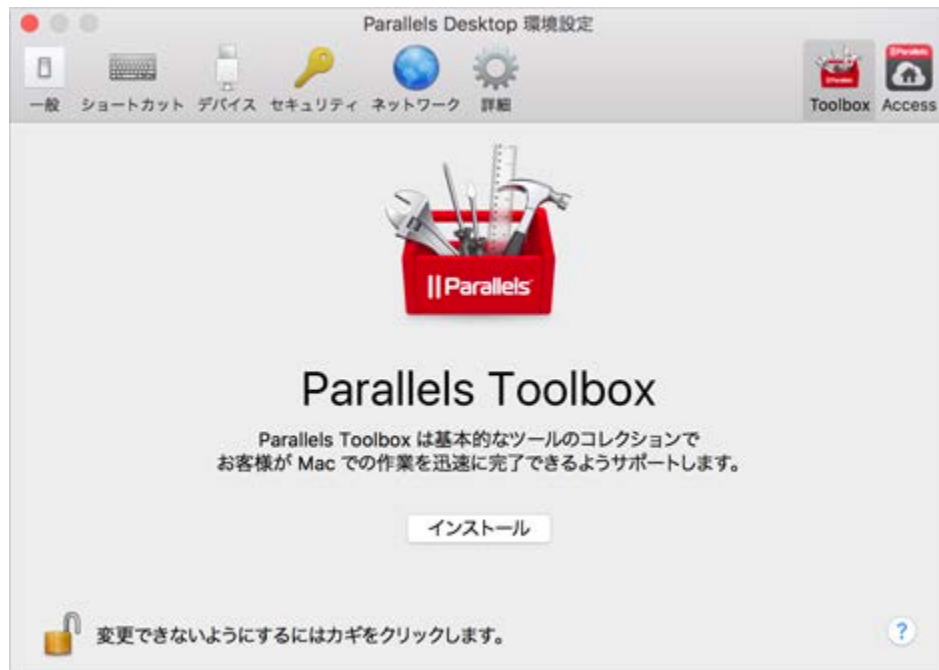 Parallels Desktop 環境設定
一般 ショートカット デバイス セキュリティ ネットワーク 詳細 Toolbox Access
Parallels
Parallels Toolbox
Parallels Toolbox は基本的なツールのコレクションで
お客様が Mac での作業を迅速に完了できるようサポートします。
インストール
変更できないようにするにはカギをクリックします。
?